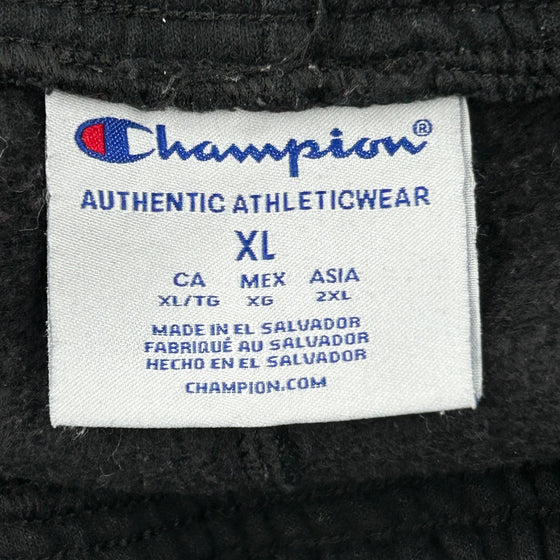 Champion®
AUTHENTIC ATHLETICWEAR
XL
CA MEX ASIA
XL/TG XG 2XL
MADE IN EL SALVADOR
FABRIQUÉ AU SALVADOR
HECHO EN EL SALVADOR
CHAMPION.COM